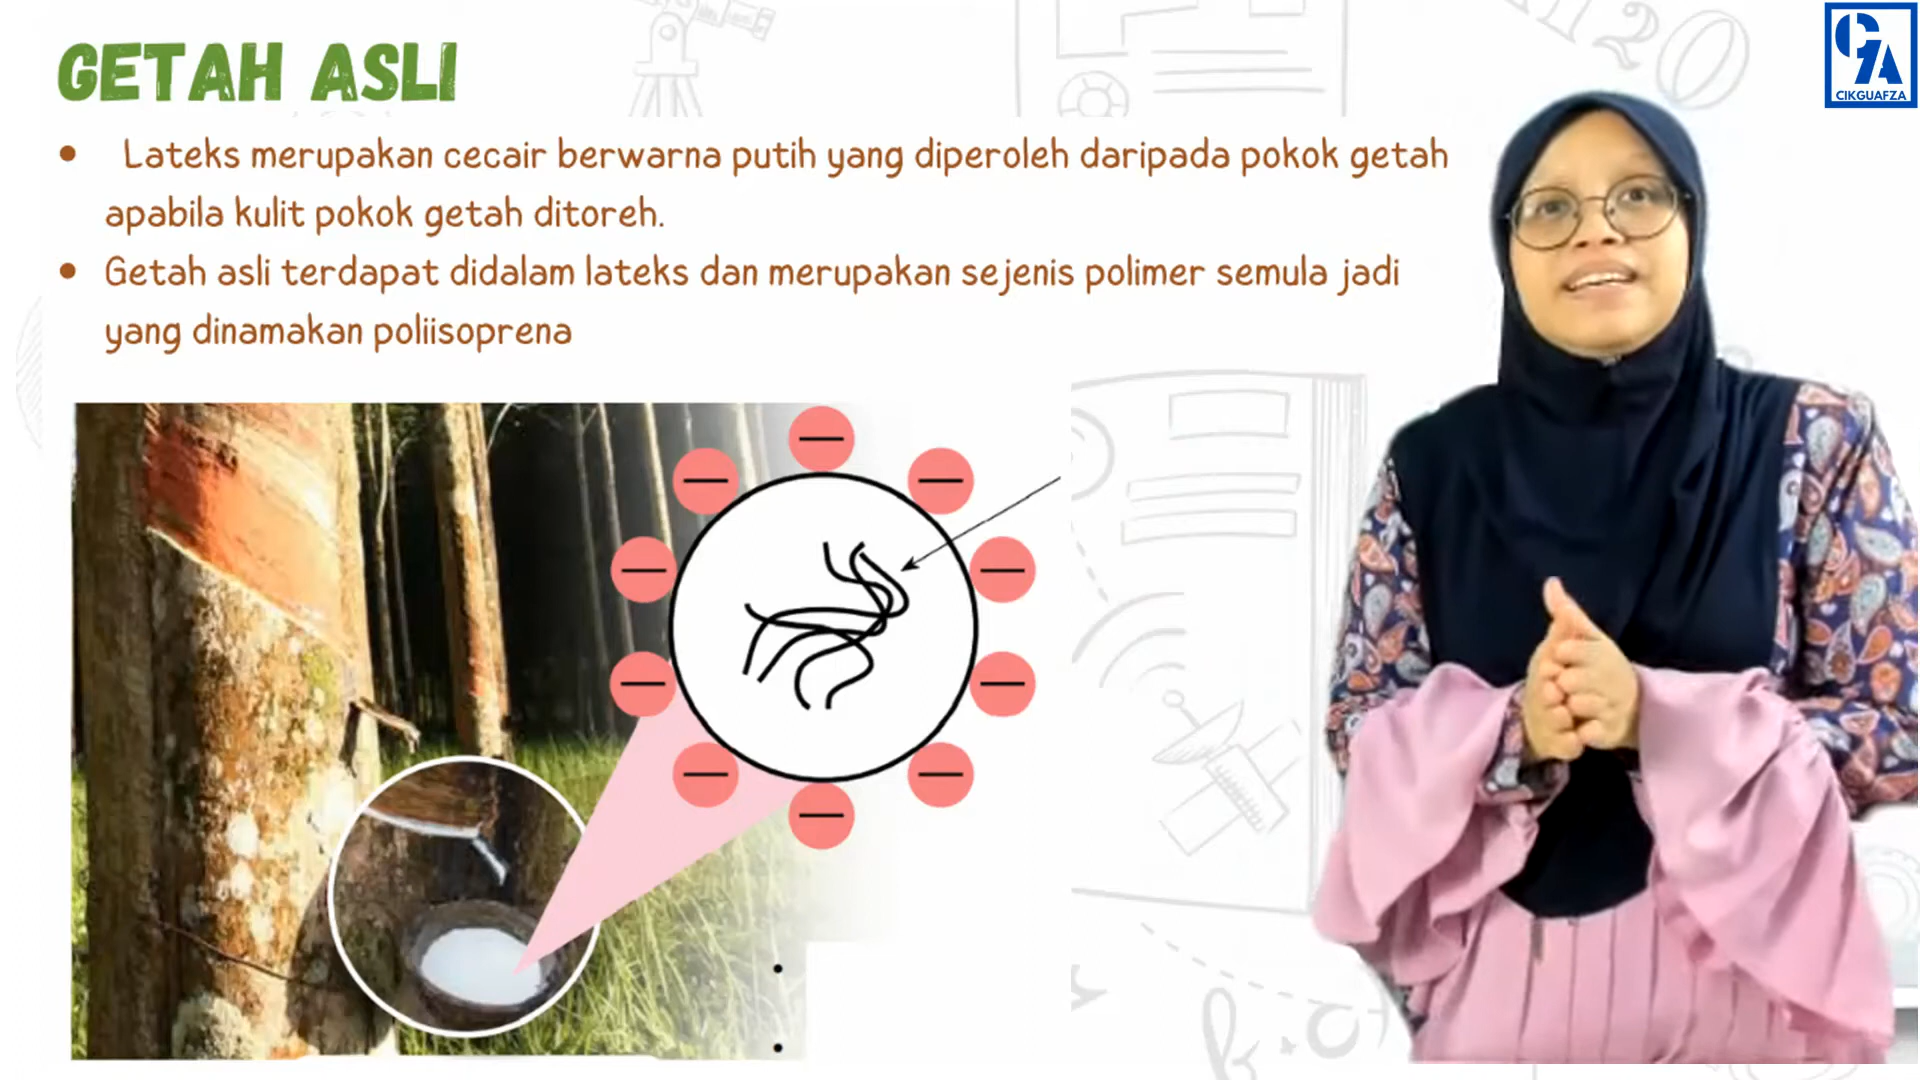 GETAH ASLI
CZA
CIKGUAFZA
• Lateks merupakan cecair berwarna putih yang diperoleh daripada pokok getah
apabila kulit pokok getah ditoreh.
• Getah asli terdapat didalam lateks dan merupakan sejenis polimer semula jadi
yang dinamakan poliisoprena